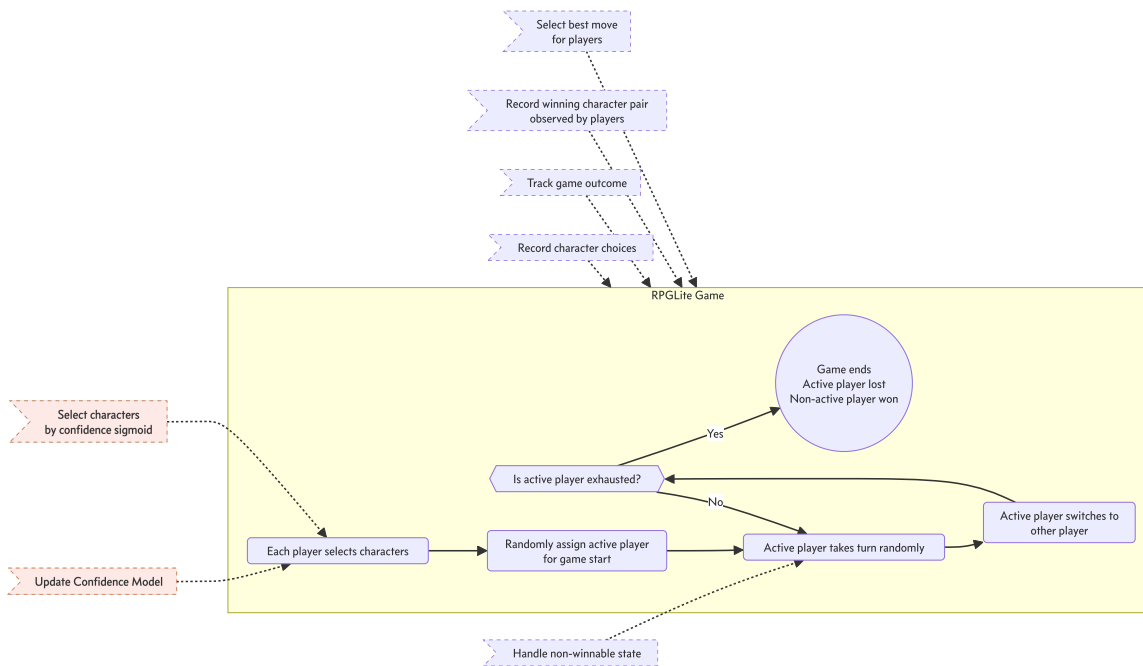 Select best move
for players
Record winning character pair
observed by players
Track game outcome
Record character choices
RPGLite Game
Game ends
Active player lost
Non-active player won
Select characters
by confidence sigmoid
Yes
Is active player exhausted?
No
Active player switches to
other player
Each player selects characters
Randomly assign active player
for game start
Active player takes turn randomly
Update Confidence Model
Handle non-winnable state